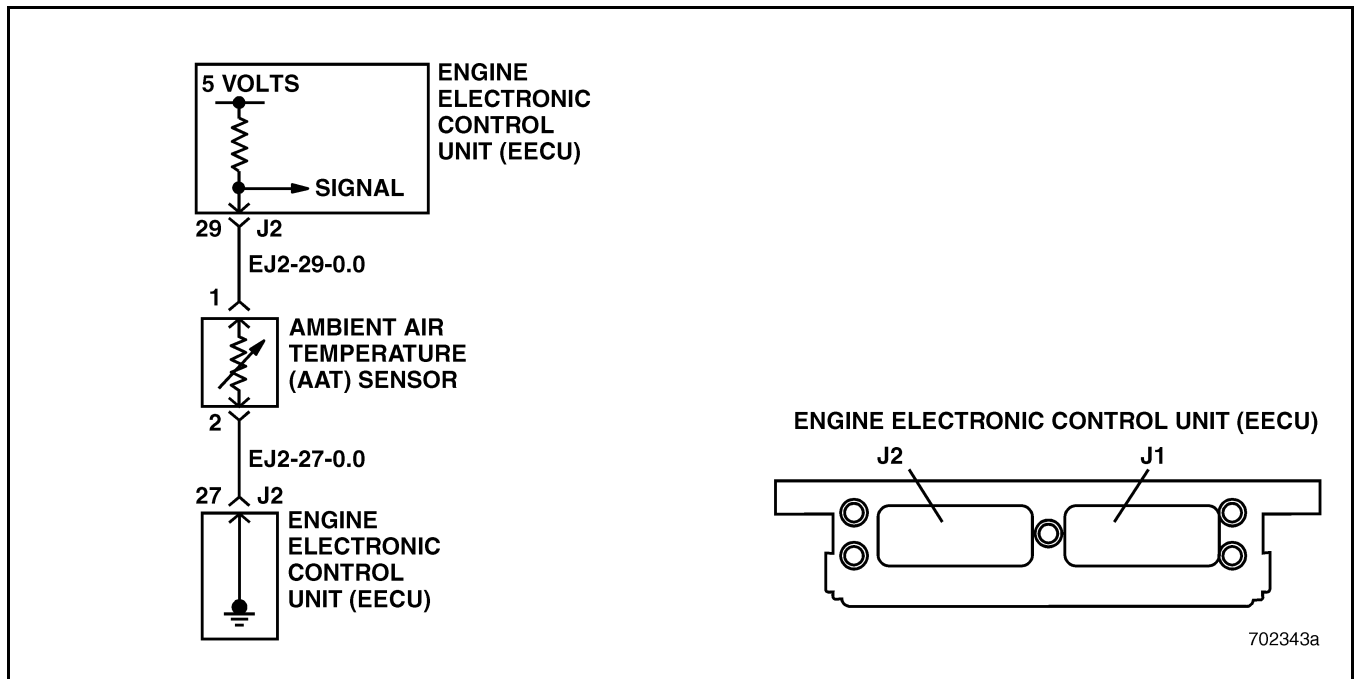 5 VOLTS
SIGNAL
ENGINE
ELECTRONIC
CONTROL
UNIT (EECU)
29 J2
EJ2-29-0.0
1
AMBIENT AIR
TEMPERATURE
(AAT) SENSOR
2
EJ2-27-0.0
27 J2
ENGINE
ELECTRONIC
CONTROL
UNIT (EECU)
ENGINE ELECTRONIC CONTROL UNIT (EECU)
J2 J1
702343a